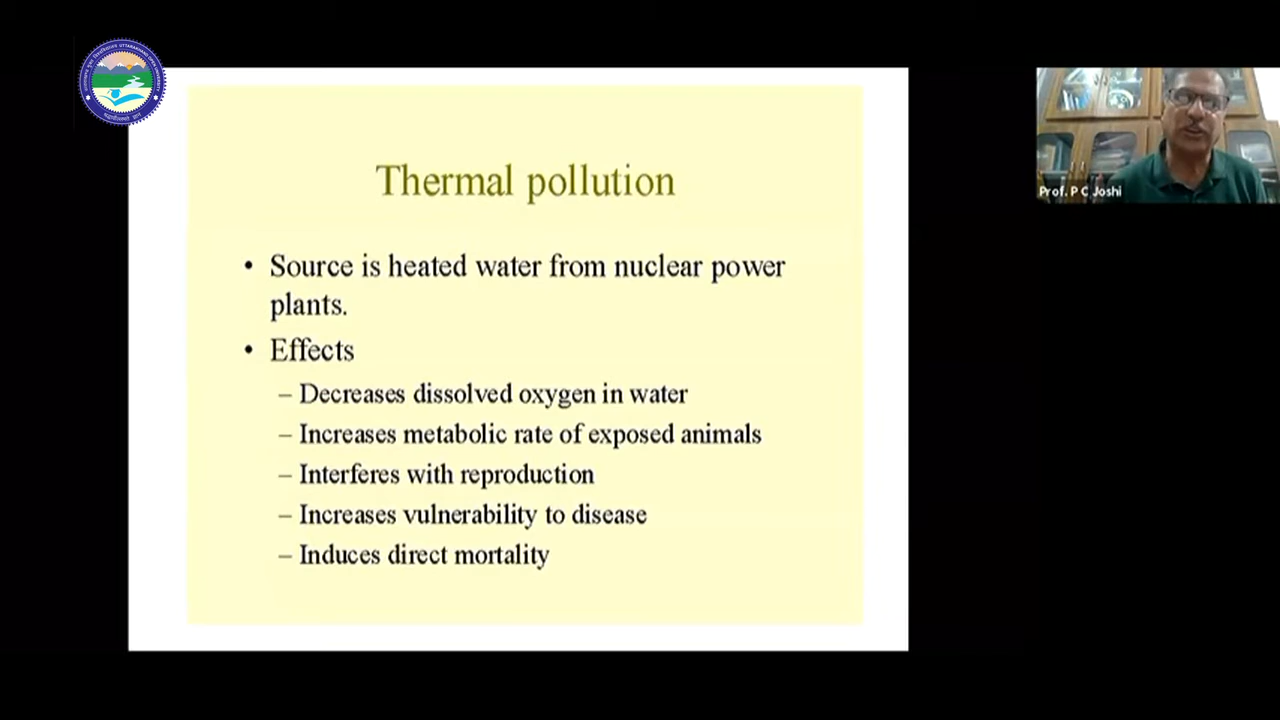 Thermal pollution
• Source is heated water from nuclear power
plants.
• Effects
– Decreases dissolved oxygen in water
– Increases metabolic rate of exposed animals
– Interferes with reproduction
– Increases vulnerability to disease
– Induces direct mortality
Prof. P C Joshi